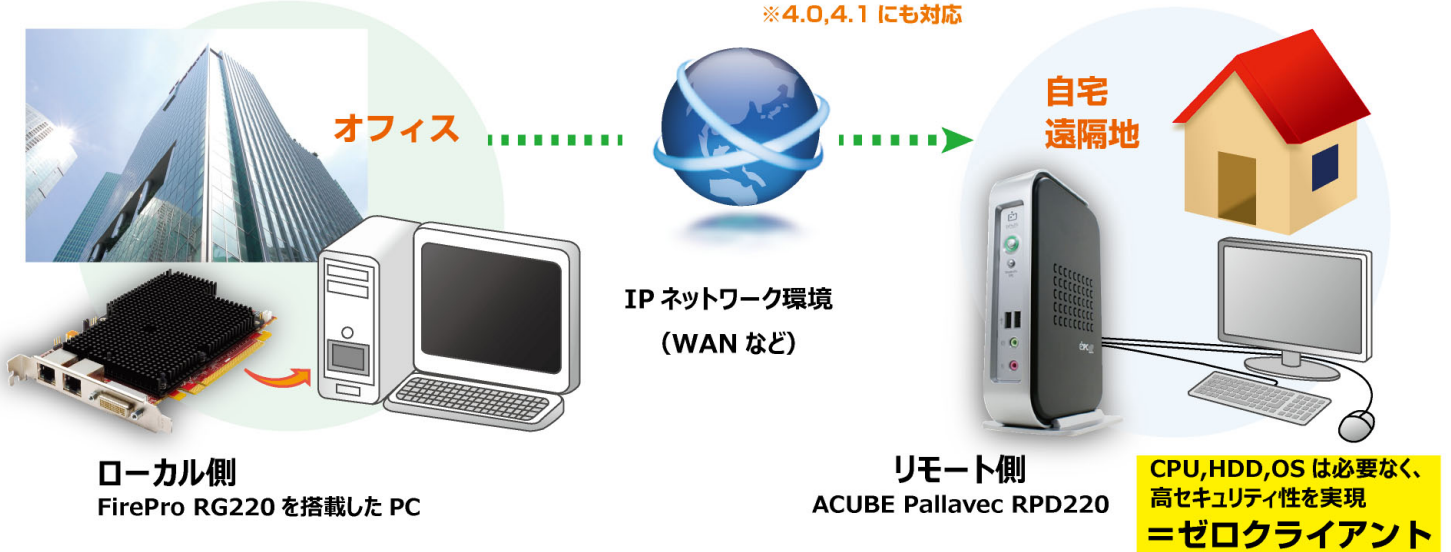 ※4.0,4.1 にも対応
オフィス
自宅
遠隔地
IP ネットワーク環境
（WAN など）
ローカル側
FirePro RG220 を搭載した PC
リモート側
ACUBE Pallavec RPD220
CPU,HDD,OS は必要なく、
高セキュリティ性を実現
＝ゼロクライアント